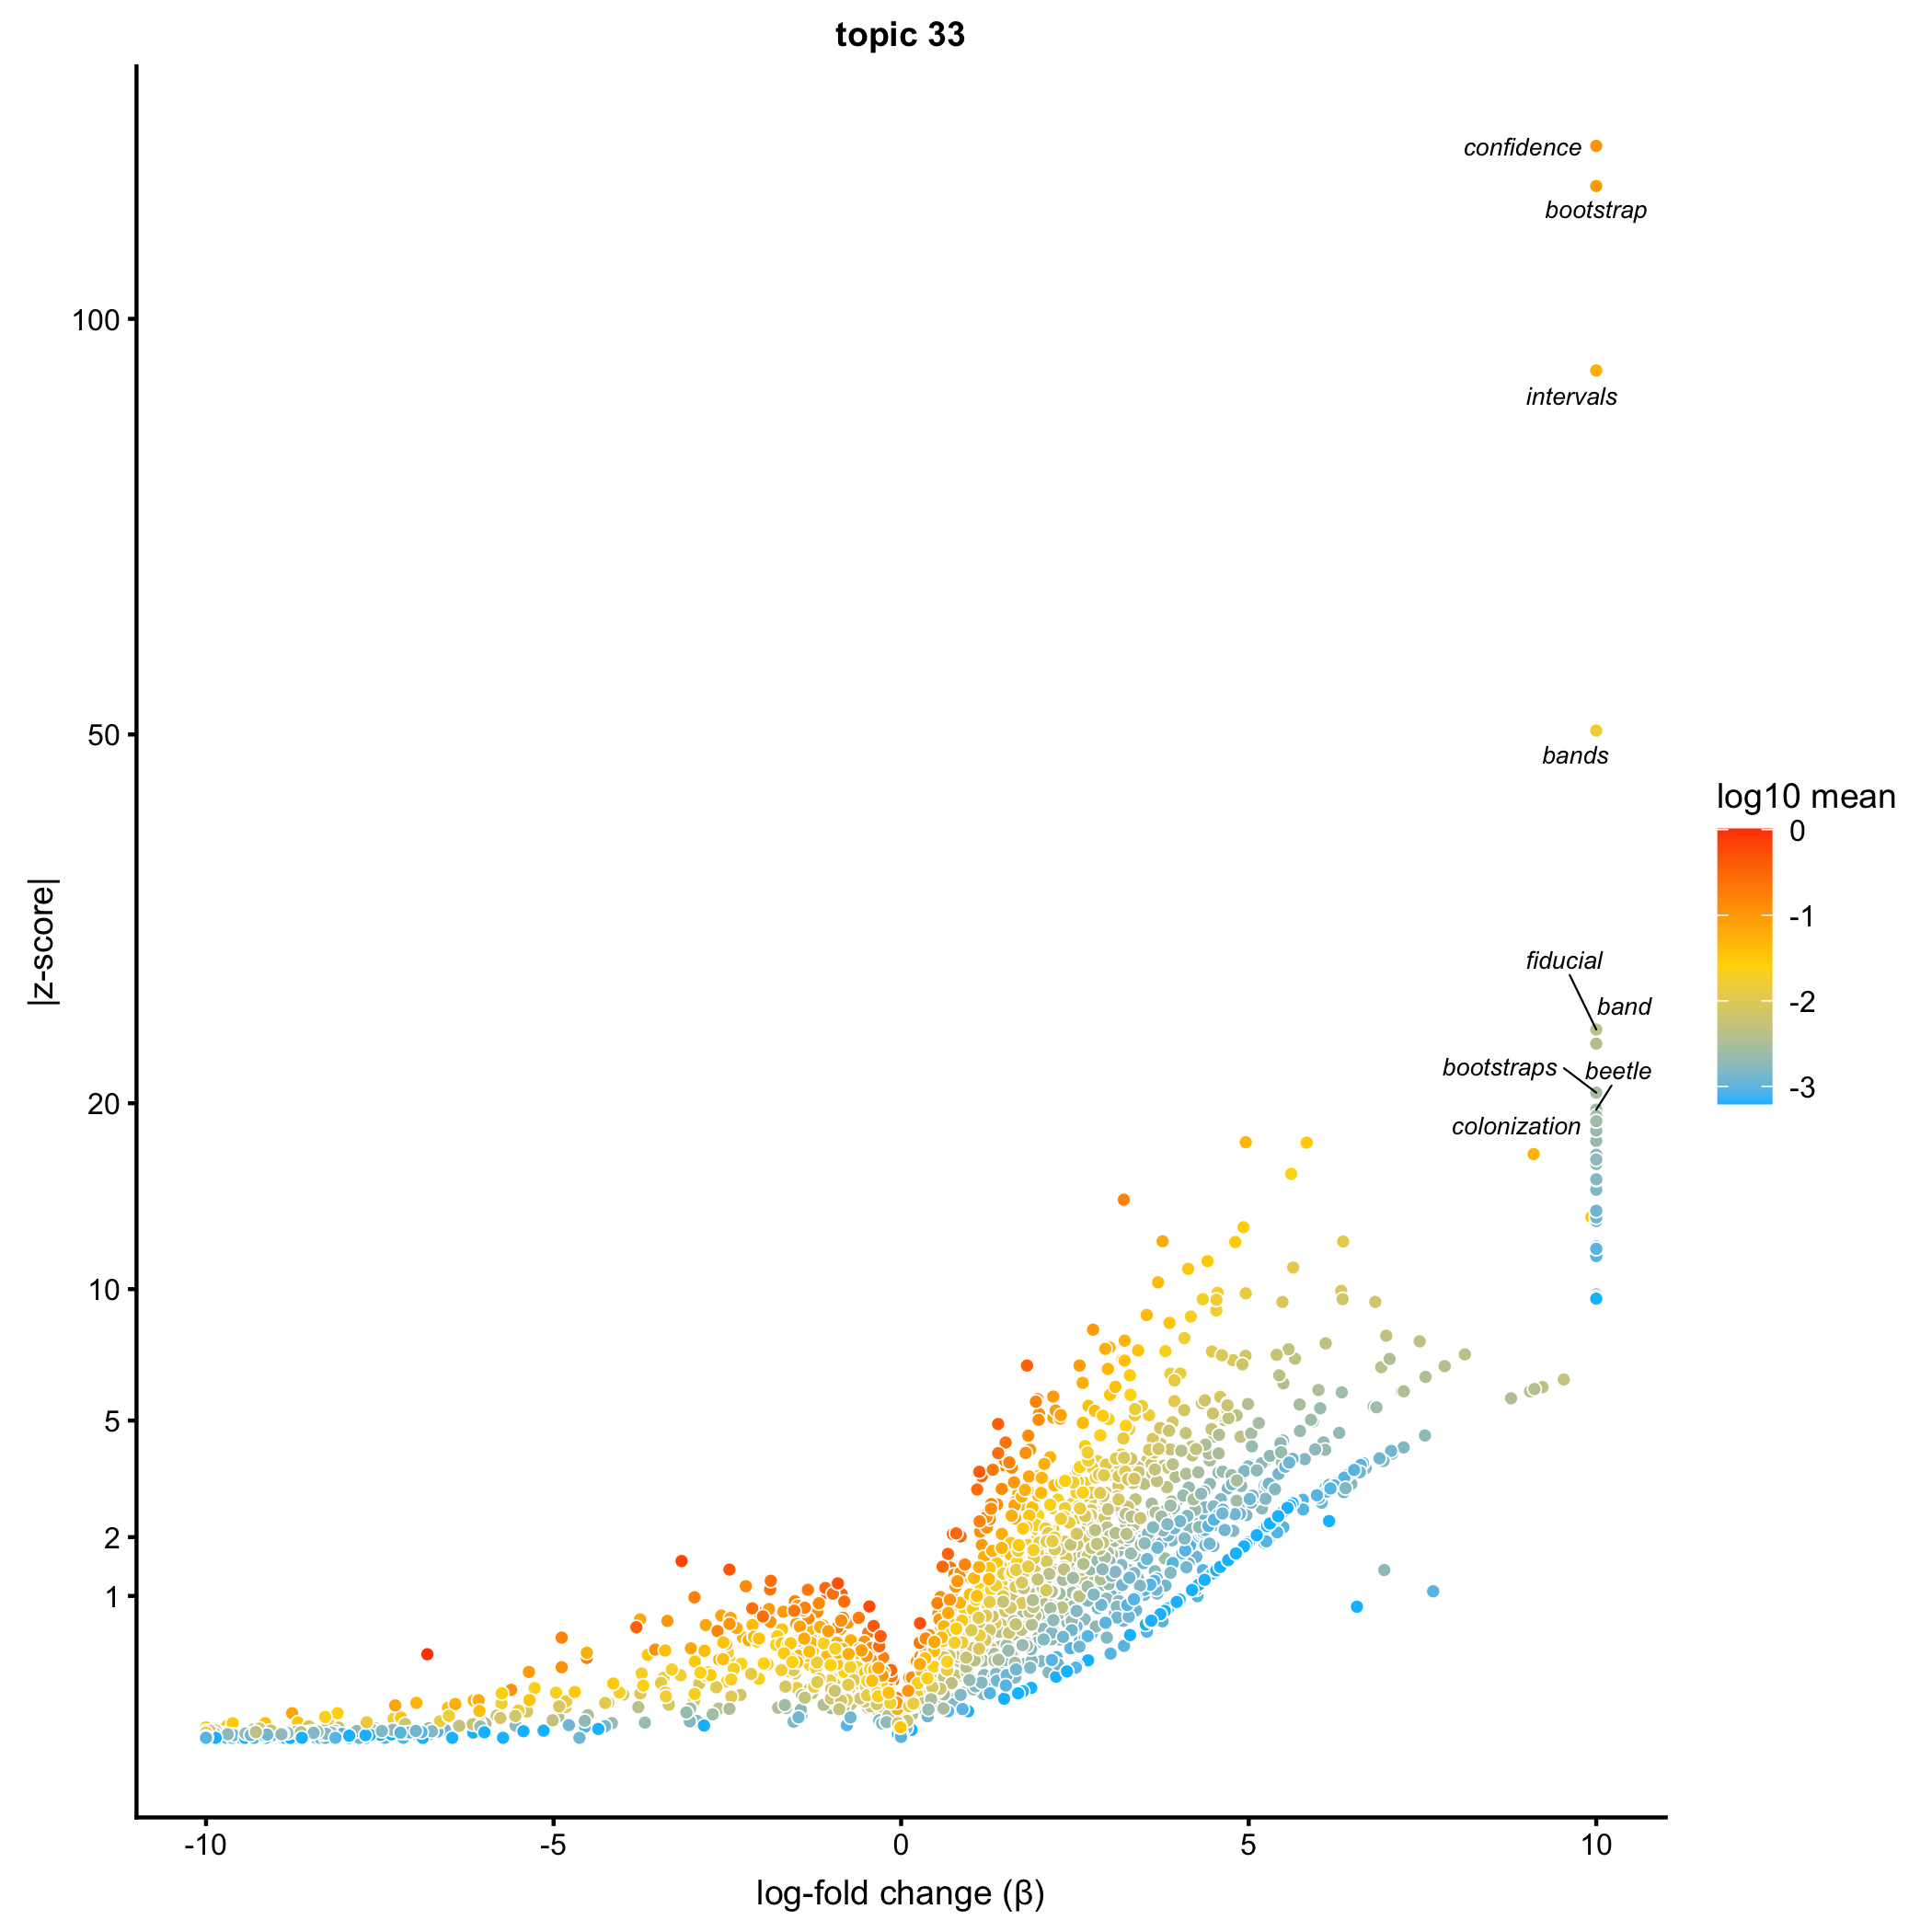 topic 33
confidence
bootstrap
100
intervals
50
bands
log10 mean
0
-1
-2
-3
|z-score|
fiducial
band
bootstraps
beetle
20
colonization
10
5
2
1
-10
-5
0
5
10
log-fold change (β)